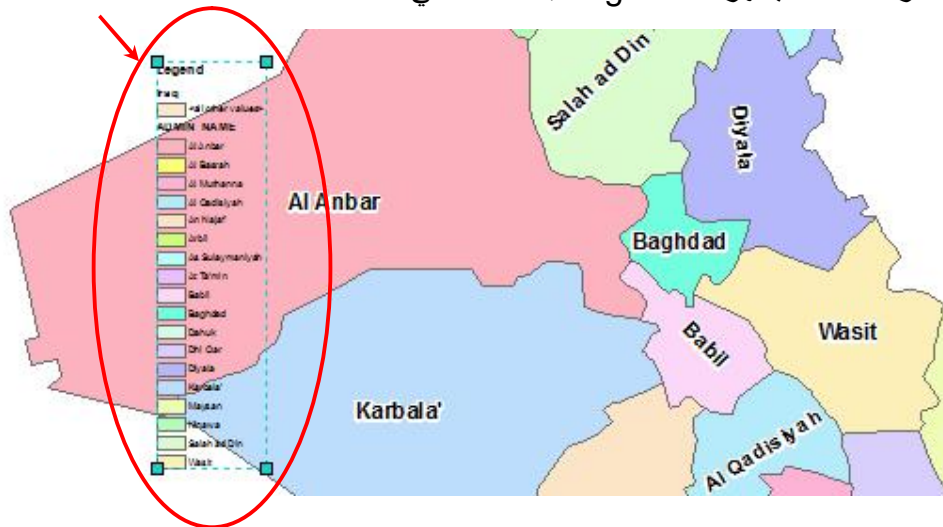 Legend
Iraq
<all other values>
ADMIN_NAME
Al Anbar
Al Basrah
Al Muthanna
Al Qadisiyah
An Najaf
Arbil
As Sulaymaniyah
At Tamin
Babil
Baghdad
Dahuk
Dhi Qar
Diyala
Karbala'
Maysan
Ninawa
Salah ad Din
Wasit
Salah ad Din
Diyala
Al Anbar
Baghdad
Babil
Wasit
Karbala'
Al Qadisiyah